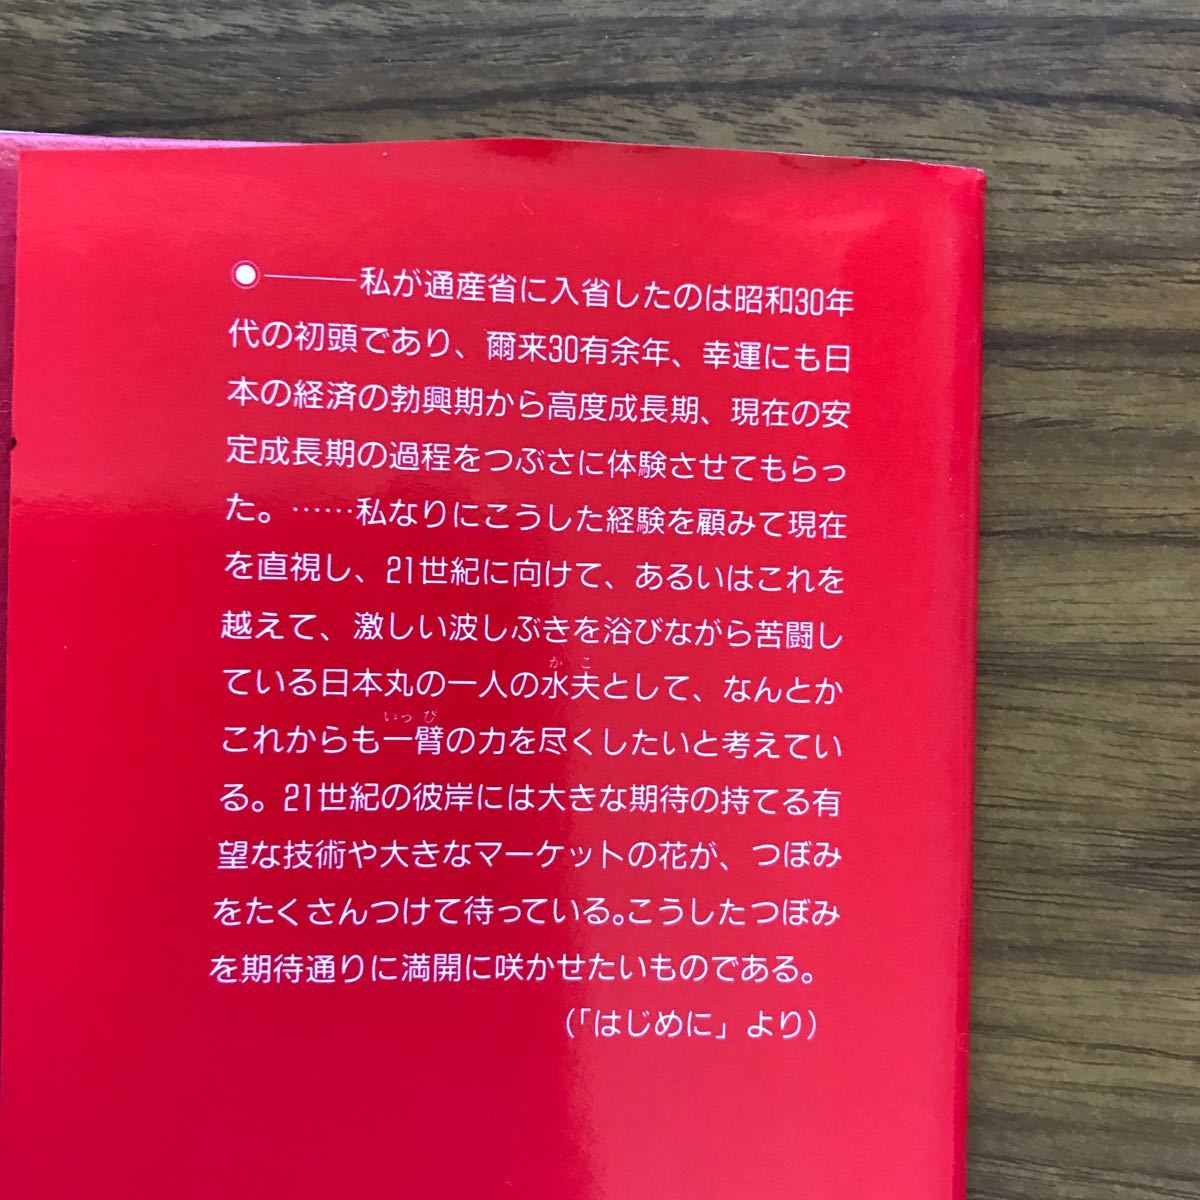 ●───私が通産省に入省したのは昭和30年
代の初頭であり、爾来30有余年、幸運にも日
本の経済の勃興期から高度成長期、現在の安
定成長期の過程をつぶさに体験させてもらっ
た。……私なりにこうした経験を顧みて現在
を直視し、21世紀に向けて、あるいはこれを
越えて、激しい波しぶきを浴びながら苦闘し
かこ
ている日本丸の一人の水夫として、なんとか
いっぴ
これからも一臂の力を尽くしたいと考えてい
る。21世紀の彼岸には大きな期待の持てる有
望な技術や大きなマーケットの花が、つぼみ
をたくさんつけて待っている。こうしたつぼみ
を期待通りに満開に咲かせたいものである。
(「はじめに」より)